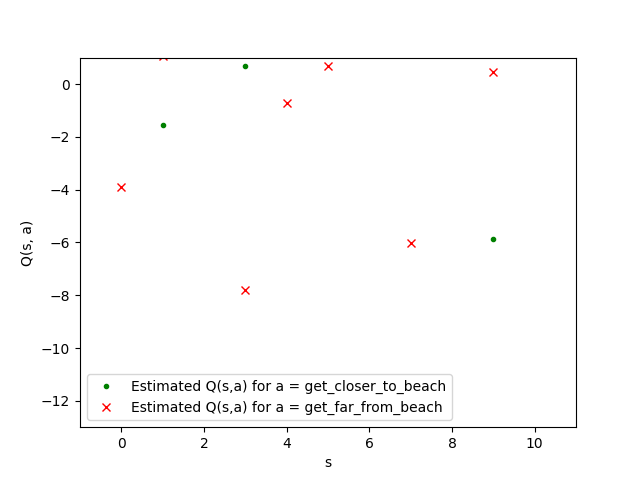 0
−2
−4
−6
−8
−10
−12
Q(s, a)
Estimated Q(s,a) for a = get_closer_to_beach
Estimated Q(s,a) for a = get_far_from_beach
0 2 4 6 8 10
s